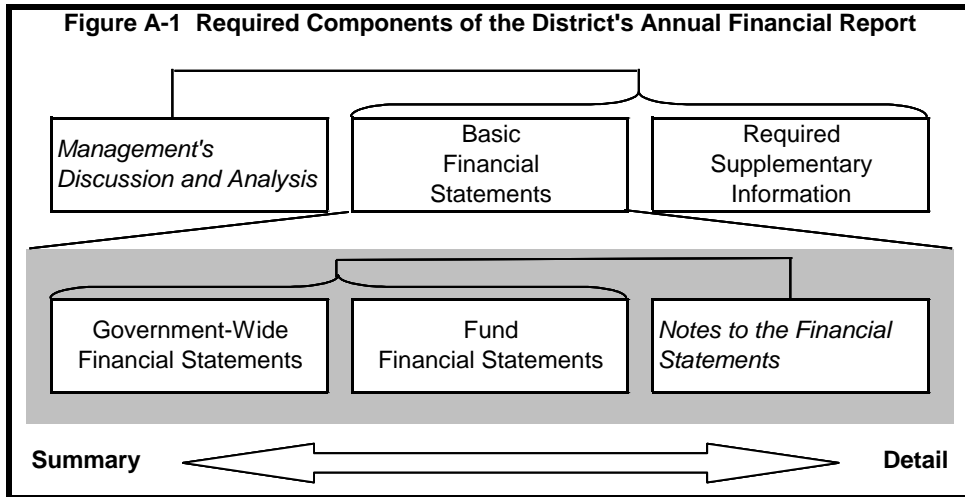 Figure A-1 Required Components of the District's Annual Financial Report
Management's
Discussion and Analysis
Basic
Financial
Statements
Required
Supplementary
Information
Government-Wide
Financial Statements
Fund
Financial Statements
Notes to the Financial
Statements
Summary
Detail